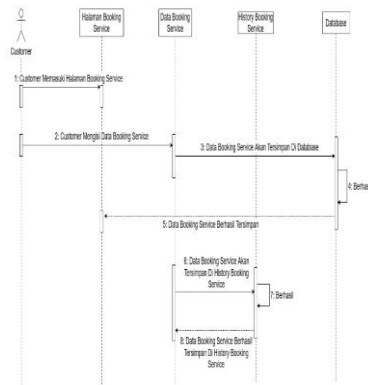 Halaman Booking
Service
Data Booking
Service
History Booking
Service
Database
Customer
1: Customer Memasuki Halaman Booking Service
2: Customer Mengisi Data Booking Service
3: Data Booking Service Akan Tersimpan Di Database
4: Berhas
5: Data Booking Service Berhasil Tersimpan
6: Data Booking Service Akan
Tersimpan Di History Booking
Service
7: Berhasil
8: Data Booking Service Berhasil
Tersimpan Di History Booking
Service